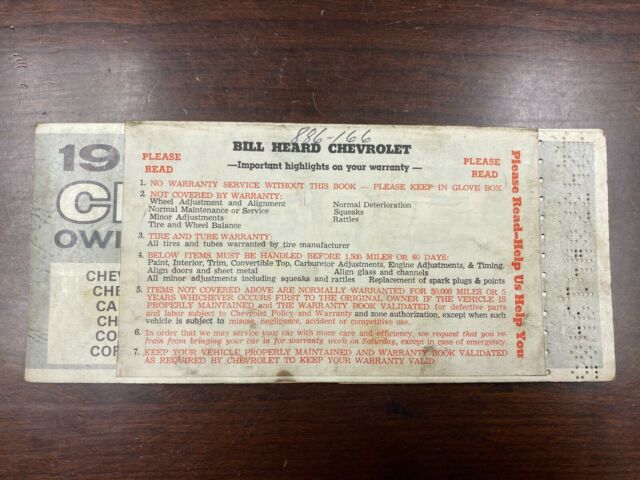 886-166
BILL HEARD CHEVROLET
PLEASE READ
—Important highlights on your warranty—
PLEASE READ
1. NO WARRANTY SERVICE WITHOUT THIS BOOK — PLEASE KEEP IN GLOVE BOX.
2. NOT COVERED BY WARRANTY:
Wheel Adjustment and Alignment
Normal Maintenance or Service
Minor Adjustments
Tire and Wheel Balance
Normal Deterioration
Squeaks
Rattles
3. TIRE AND TUBE WARRANTY:
All tires and tubes warranted by tire manufacturer
4. BELOW ITEMS MUST BE HANDLED BEFORE 1,500 MILES OR 60 DAYS:
Paint, Interior, Trim, Convertible Top, Carburetor Adjustments, Engine Adjustments, & Timing.
Align doors and sheet metal Align glass and channels
All minor adjustments including squeaks and rattles Replacement of spark plugs & points
5. ITEMS NOT COVERED ABOVE ARE NORMALLY WARRANTED FOR 50,000 MILES OR 5
YEARS WHICHEVER OCCURS FIRST TO THE ORIGINAL OWNER IF THE VEHICLE IS
PROPERLY MAINTAINED and THE WARRANTY BOOK VALIDATED for defective parts
and labor subject to Chevrolet Policy and Warranty and zone authorization, except when such
vehicle is subject to misuse, negligence, accident or competitive use.
6. In order that we may service your car with more care and efficiency, we request that you re-
frain from bringing your car in for warranty work on Saturday, except in case of emergency.
7. KEEP YOUR VEHICLE PROPERLY MAINTAINED AND WARRANTY BOOK VALIDATED
AS REQUIRED BY CHEVROLET TO KEEP YOUR WARRANTY VALID.
Please Read-Help Us Help You
19
C
OW
CHEV
CHE
CA
CH
CO
COR